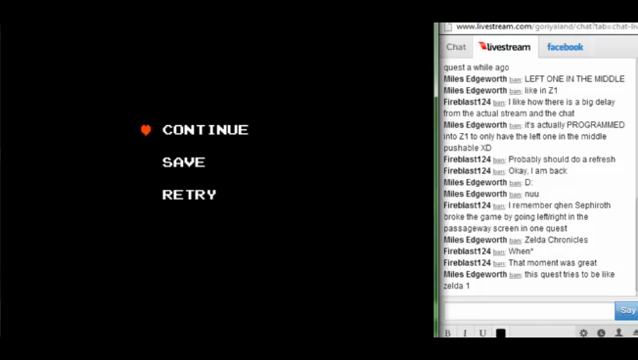 CONTINUE
SAVE
RETRY
www.livestream.com/goriyaland/chat?tab=chat-li
Chat livestream facebook
quest a while ago
Miles Edgeworth ban: LEFT ONE IN THE MIDDLE
Miles Edgeworth ban: like in Z1
Fireblast124 ban: I like how there is a big delay
from the actual stream and the chat
Miles Edgeworth ban: it's actually PROGRAMMED
into Z1 to only have the left one in the middle
pushable XD
Fireblast124 ban: Probably should do a refresh
Fireblast124 ban: Okay, I am back
Miles Edgeworth ban: D:
Miles Edgeworth ban: nuu
Fireblast124 ban: I remember qhen Sephiroth
broke the game by going left/right in the
passageway screen in one quest
Miles Edgeworth ban: Zelda Chronicles
Fireblast124 ban: When*
Fireblast124 ban: That moment was great
Miles Edgeworth ban: this quest tries to be like
zelda 1
Say
B I U